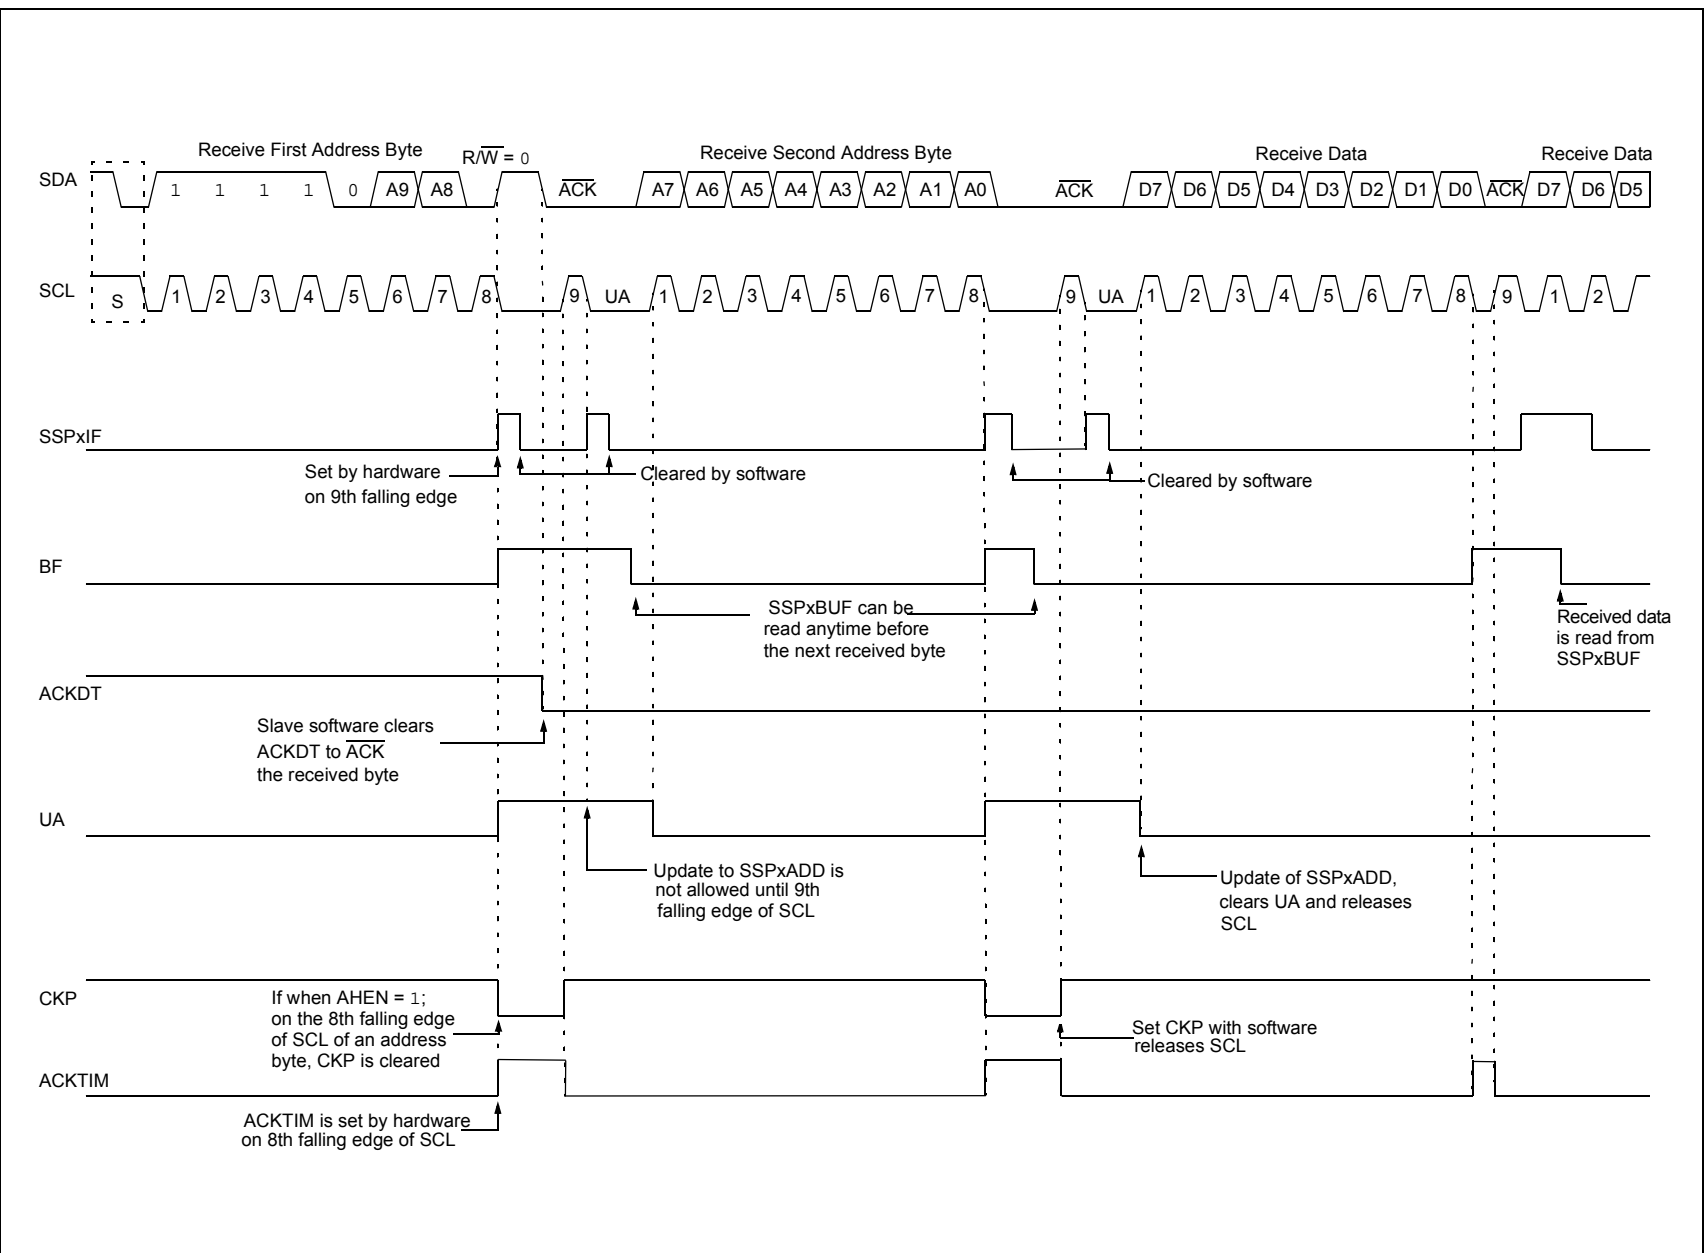 Receive First Address Byte
R/W = 0
Receive Second Address Byte
Receive Data
Receive Data
SDA
1 1 1 1 0 A9 A8
ACK
A7 A6 A5 A4 A3 A2 A1 A0
ACK
D7 D6 D5 D4 D3 D2 D1 D0
ACK
D7 D6 D5
SCL
S
1 2 3 4 5 6 7 8
9
UA
1 2 3 4 5 6 7 8
9
UA
1 2 3 4 5 6 7 8
9
1 2
SSPxIF
Set by hardware
on 9th falling edge
Cleared by software
Cleared by software
BF
SSPxBUF can be
read anytime before
the next received byte
Received data
is read from
SSPxBUF
ACKDT
Slave software clears
ACKDT to ACK
the received byte
UA
Update to SSPxADD is
not allowed until 9th
falling edge of SCL
Update of SSPxADD,
clears UA and releases
SCL
CKP
If when AHEN = 1;
on the 8th falling edge
of SCL of an address
byte, CKP is cleared
Set CKP with software
releases SCL
ACKTIM
ACKTIM is set by hardware
on 8th falling edge of SCL